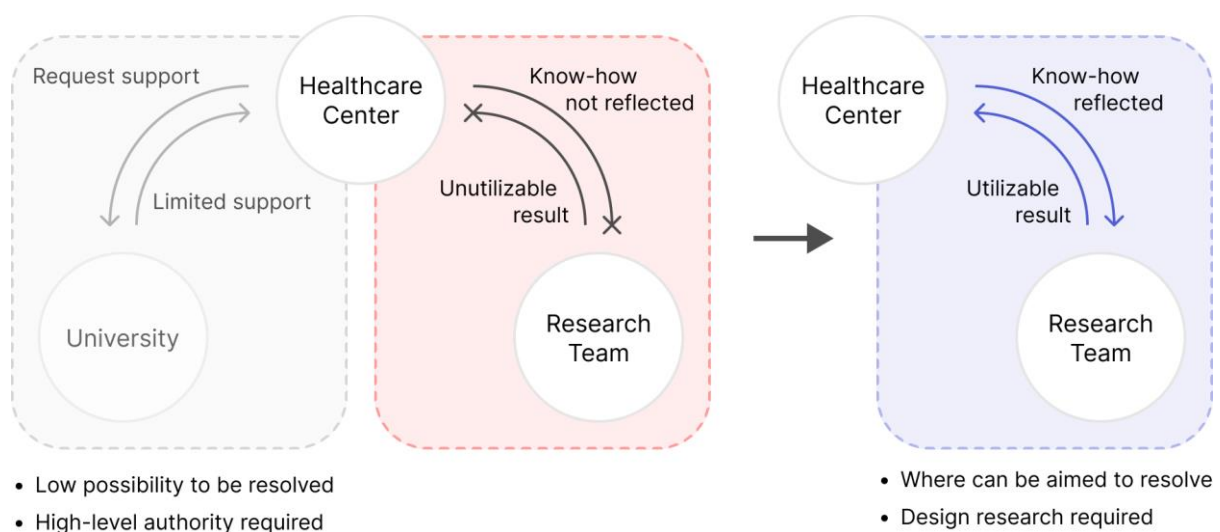 Request support
Limited support
University
Healthcare
Center
Know-how
not reflected
Unutilizable
result
Research
Team
• Low possibility to be resolved
• High-level authority required
Healthcare
Center
Know-how
reflected
Utilizable
result
Research
Team
• Where can be aimed to resolve
• Design research required